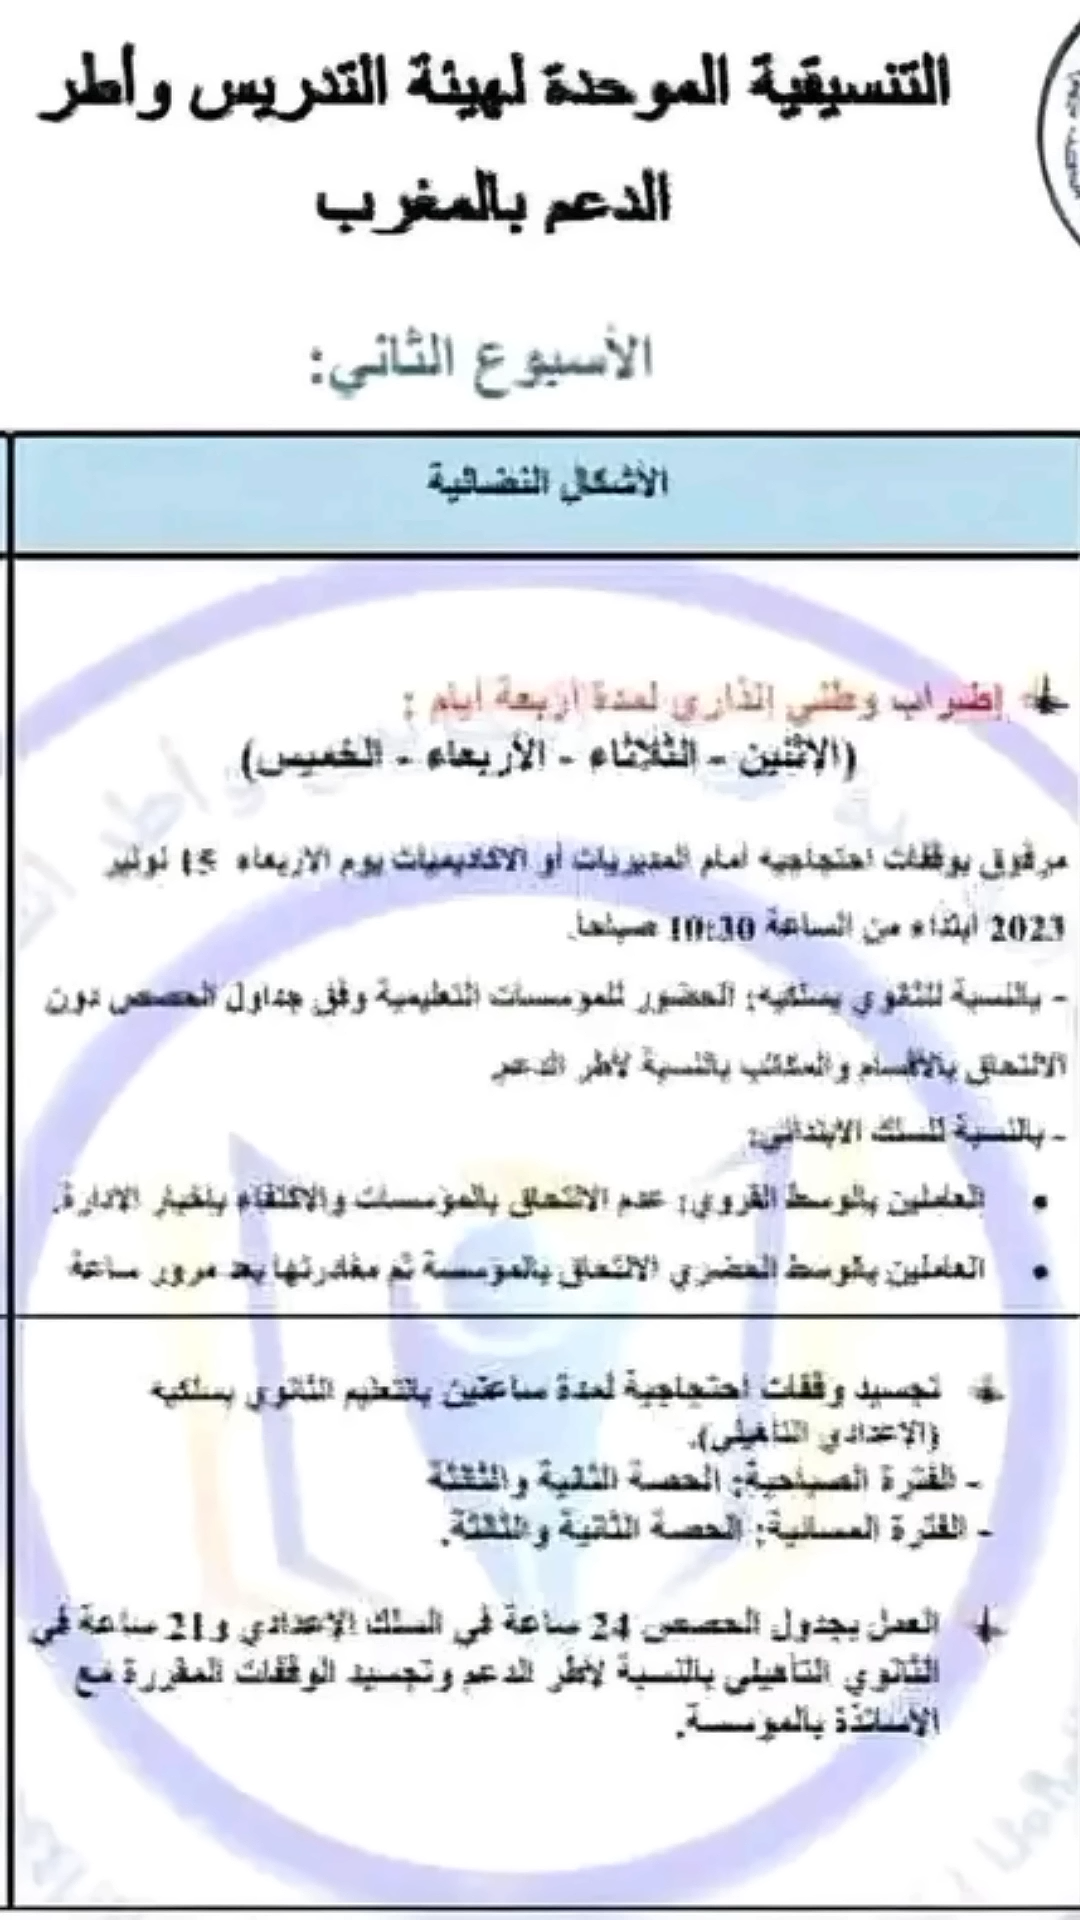 التنسيقية الموحدة لهيئة التدريس وأطر
الدعم بالمغرب
الأسبوع الثاني:
الأشكال النضالية
إضراب وطني إنذاري لمدة أربعة أيام :
(الاثنين - الثلاثاء - الأربعاء - الخميس)
مرفوق بوقفات احتجاجيه أمام المديريات أو الأكاديميات يوم الاربعاء 15 نونبر
2023 ابتداء من الساعة 10:30 صباحا.
- بالنسبة للثانوي بسلكيه: الحضور للمؤسسات التعليمية وفق جداول الحصص دون
الالتحاق بالأقسام والمكاتب بالنسبة لأطر الدعم
- بالنسبة للسلك الابتدائي:
• العاملين بالوسط القروي: عدم الالتحاق بالمؤسسات والاكتفاء بإخبار الادارة.
• العاملين بالوسط الحضري الالتحاق بالمؤسسة ثم مغادرتها بعد مرور ساعة
تجسيد وقفات احتجاجية لمدة ساعتين بالتعليم الثانوي بسلكيه
(الإعدادي التأهيلي).
- الفترة الصباحية: الحصة الثانية والثالثة
- الفترة المسائية: الحصة الثانية والثالثة.
العمل بجدول الحصص 24 ساعة في السلك الإعدادي و21 ساعة في
الثانوي التأهيلي بالنسبة لأطر الدعم وتجسيد الوقفات المقررة مع
الأساتذة بالمؤسسة.